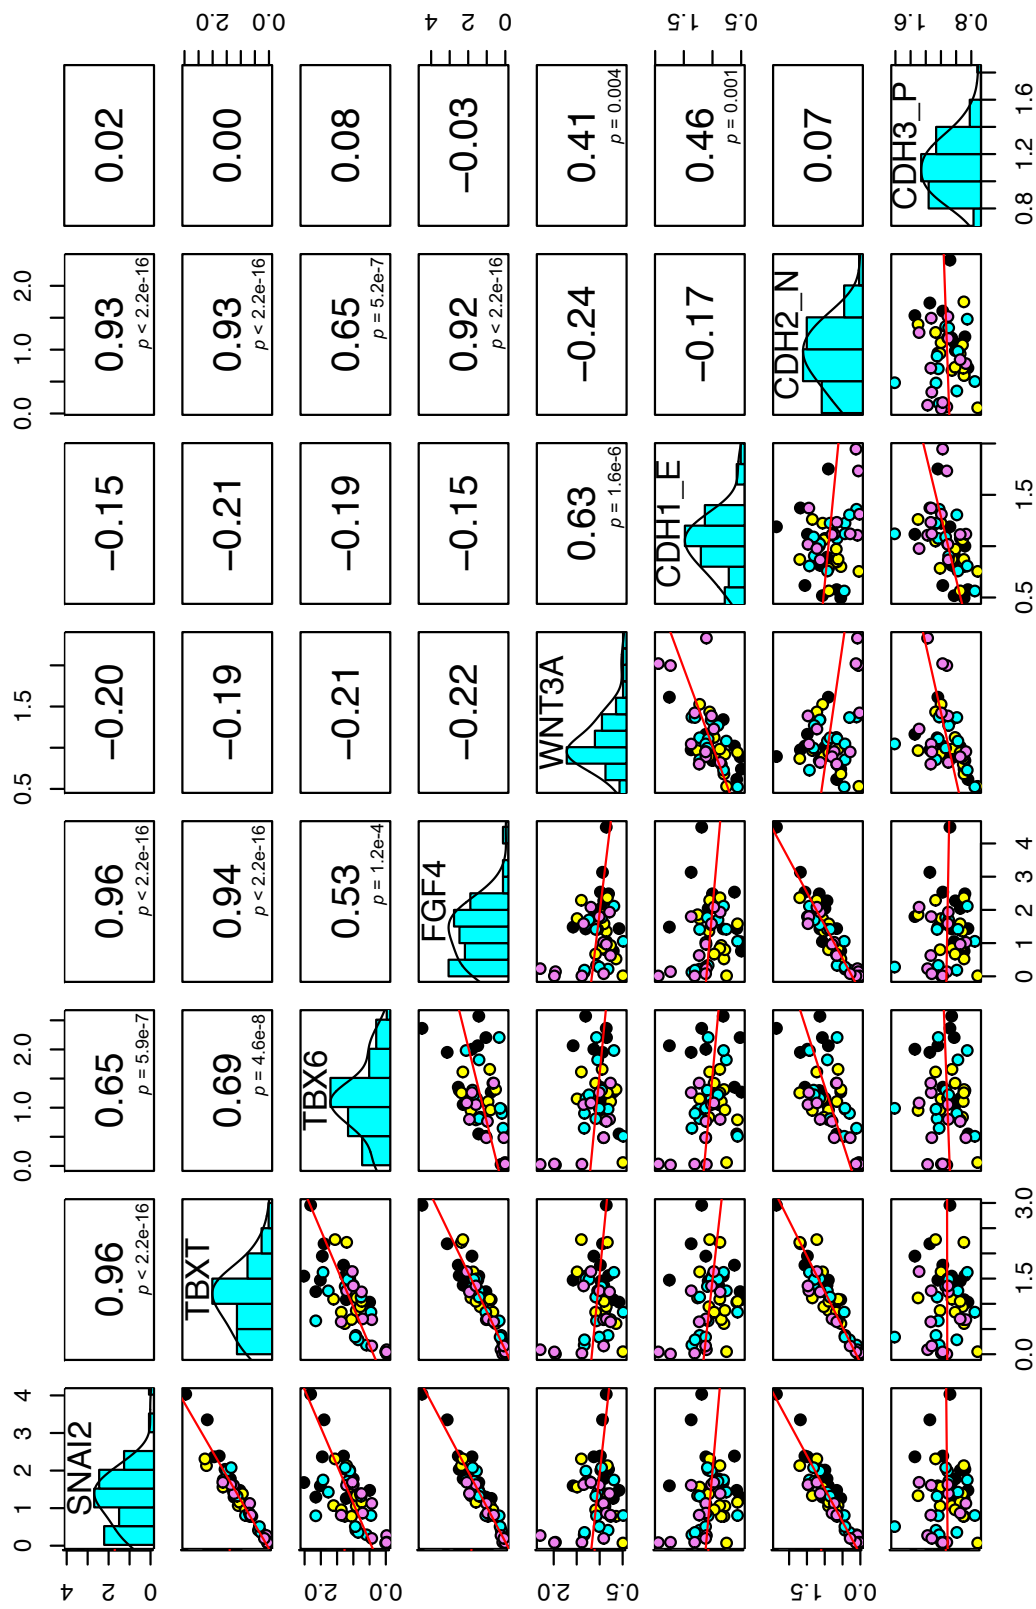 0 1 2 3 4
0.0 1.0 2.0
0.5 1.5
0.0 1.0 2.0
4
2
0
SNAI2
0.96
p < 2.2e-16
0.65
p = 5.9e-7
0.96
p < 2.2e-16
−0.20
−0.15
0.93
p < 2.2e-16
0.02
TBXT
0.69
p = 4.6e-8
0.94
p < 2.2e-16
−0.19
−0.21
0.93
p < 2.2e-16
0.00
2.0
0.0
2.0
0.0
TBX6
0.53
p = 1.2e-4
−0.21
−0.19
0.65
p = 5.2e-7
0.08
FGF4
−0.22
−0.15
0.92
p < 2.2e-16
−0.03
4
0
2.0
0.5
WNT3A
0.63
p = 1.6e-6
−0.24
0.41
p = 0.004
CDH1_E
−0.17
0.46
p = 0.001
1.5
0.5
1.5
0.0
CDH2_N
0.07
CDH3_P
1.6
0.8
0.0 1.5 3.0
0 1 2 3 4
0.5 1.5
0.8 1.2 1.6